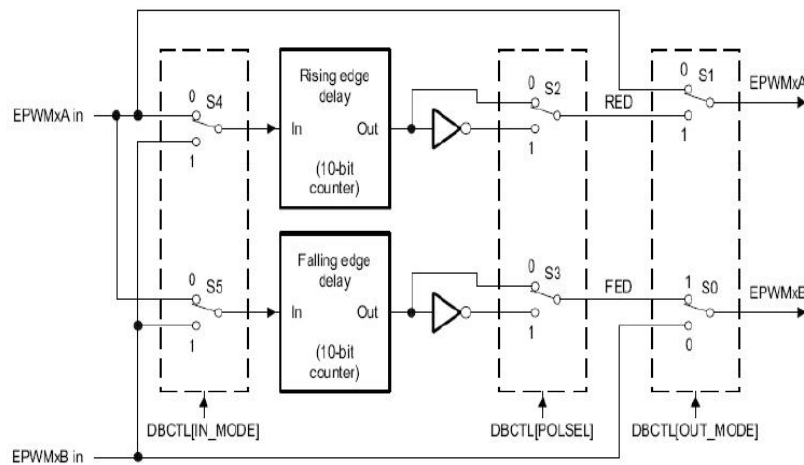 0 S4
Rising edge
delay
0 S2
0 S1
EPWMxA
EPWMxA in
In Out
RED
1
(10-bit
counter)
1
1
Falling edge
delay
0 S5
0 S3
1 S0
FED
EPWMxB
In Out
1
(10-bit
counter)
1
0
DBCTL[IN_MODE]
DBCTL[POLSEL]
DBCTL[OUT_MODE]
EPWMxB in